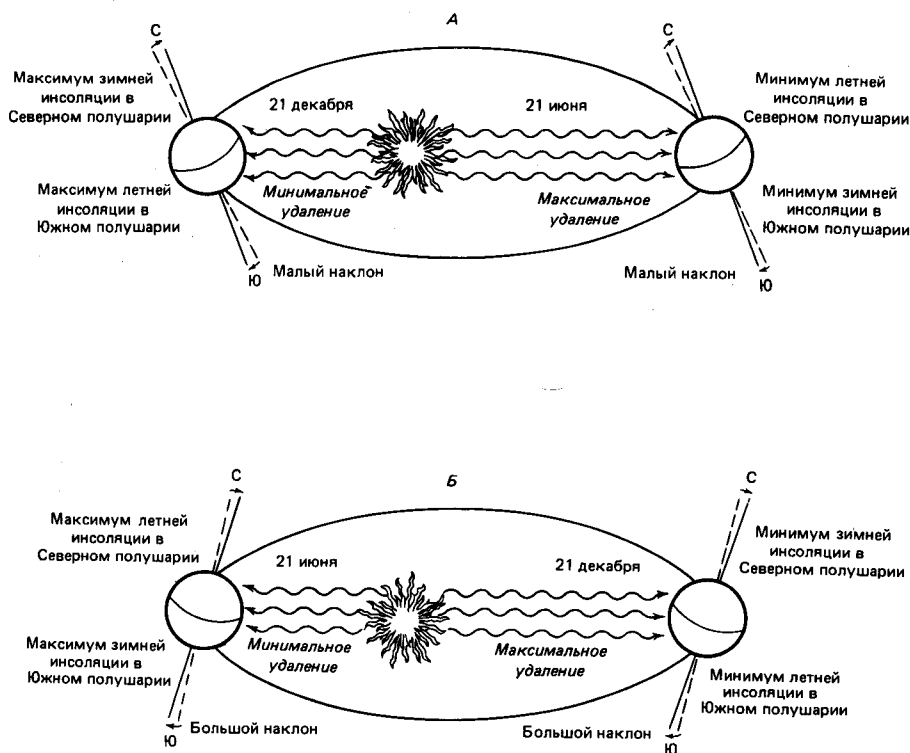 А
С
С
Максимум зимней
инсоляции в
Северном полушарии
21 декабря
21 июня
Минимум летней
инсоляции в
Северном полушарии
Максимум летней
инсоляции в
Южном полушарии
Минимальное
удаление
Максимальное
удаление
Минимум зимней
инсоляции в
Южном полушарии
Ю
Малый наклон
Малый наклон
Ю
Б
С
С
Максимум летней
инсоляции в
Северном полушарии
21 июня
21 декабря
Минимум зимней
инсоляции в
Северном полушарии
Максимум зимней
инсоляции в
Южном полушарии
Минимальное
удаление
Максимальное
удаление
Минимум летней
инсоляции в
Южном полушарии
Ю
Большой наклон
Большой наклон
Ю